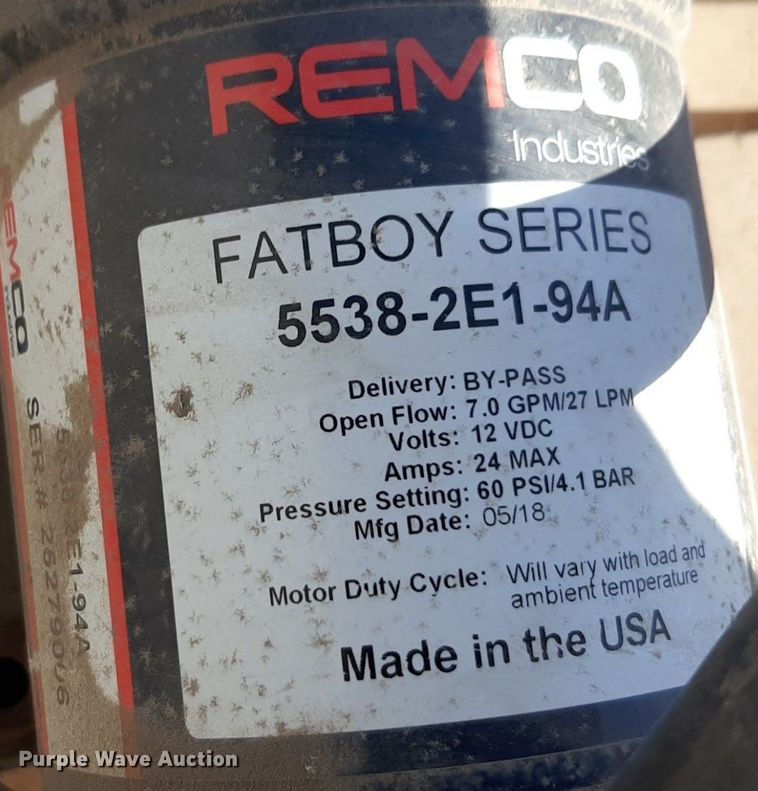 REMCO
Industries
FATBOY SERIES
5538-2E1-94A
Delivery: BY-PASS
Open Flow: 7.0 GPM/27 LPM
Volts: 12 VDC
Amps: 24 MAX
Pressure Setting: 60 PSI/4.1 BAR
Mfg Date: 05/18
Motor Duty Cycle: Will vary with load and
ambient temperature
Made in the USA
REMCO
SER.#
Purple Wave Auction